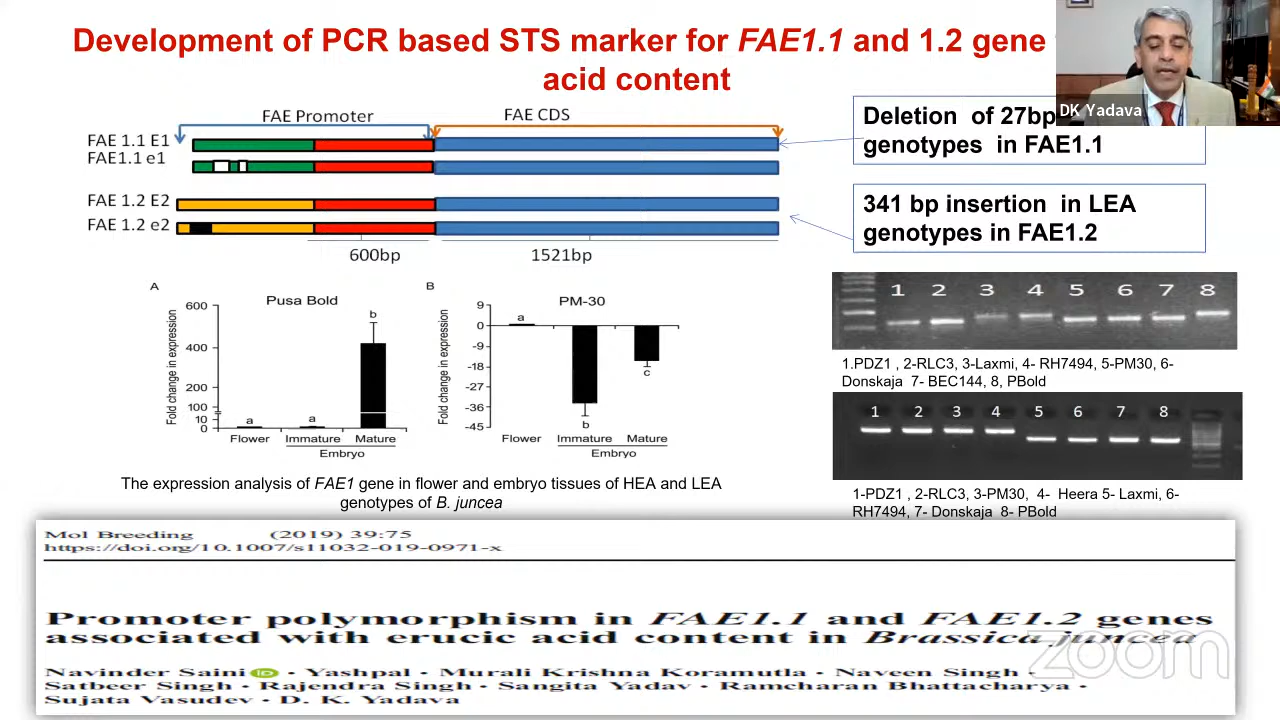 Development of PCR based STS marker for FAE1.1 and 1.2 gene
acid content
DK Yadava
FAE Promoter
FAE CDS
FAE 1.1 E1
FAE1.1 e1
FAE 1.2 E2
FAE 1.2 e2
600bp
1521bp
Deletion of 27bp
genotypes in FAE1.1
341 bp insertion in LEA
genotypes in FAE1.2
A
Pusa Bold
Fold change in expression
600
400
200
100
10
0
a
a
b
Flower
Immature
Mature
Embryo
B
PM-30
Fold change in expression
9
0
-9
-18
-27
-36
-45
a
b
c
Flower
Immature
Mature
Embryo
The expression analysis of FAE1 gene in flower and embryo tissues of HEA and LEA
genotypes of B. juncea
1 2 3 4 5 6 7 8
1.PDZ1 , 2-RLC3, 3-Laxmi, 4- RH7494, 5-PM30, 6-
Donskaja 7- BEC144, 8, PBold
1 2 3 4 5 6 7 8
1-PDZ1 , 2-RLC3, 3-PM30, 4- Heera 5- Laxmi, 6-
RH7494, 7- Donskaja 8- PBold
Mol Breeding (2019) 39:75
https://doi.org/10.1007/s11032-019-0971-x
Promoter polymorphism in FAE1.1 and FAE1.2 genes
associated with erucic acid content in Brassica juncea
Navinder Saini iD · Yashpal · Murali Krishna Koramutla · Naveen Singh ·
Satbeer Singh · Rajendra Singh · Sangita Yadav · Ramcharan Bhattacharya ·
Sujata Vasudev · D. K. Yadava
zoom